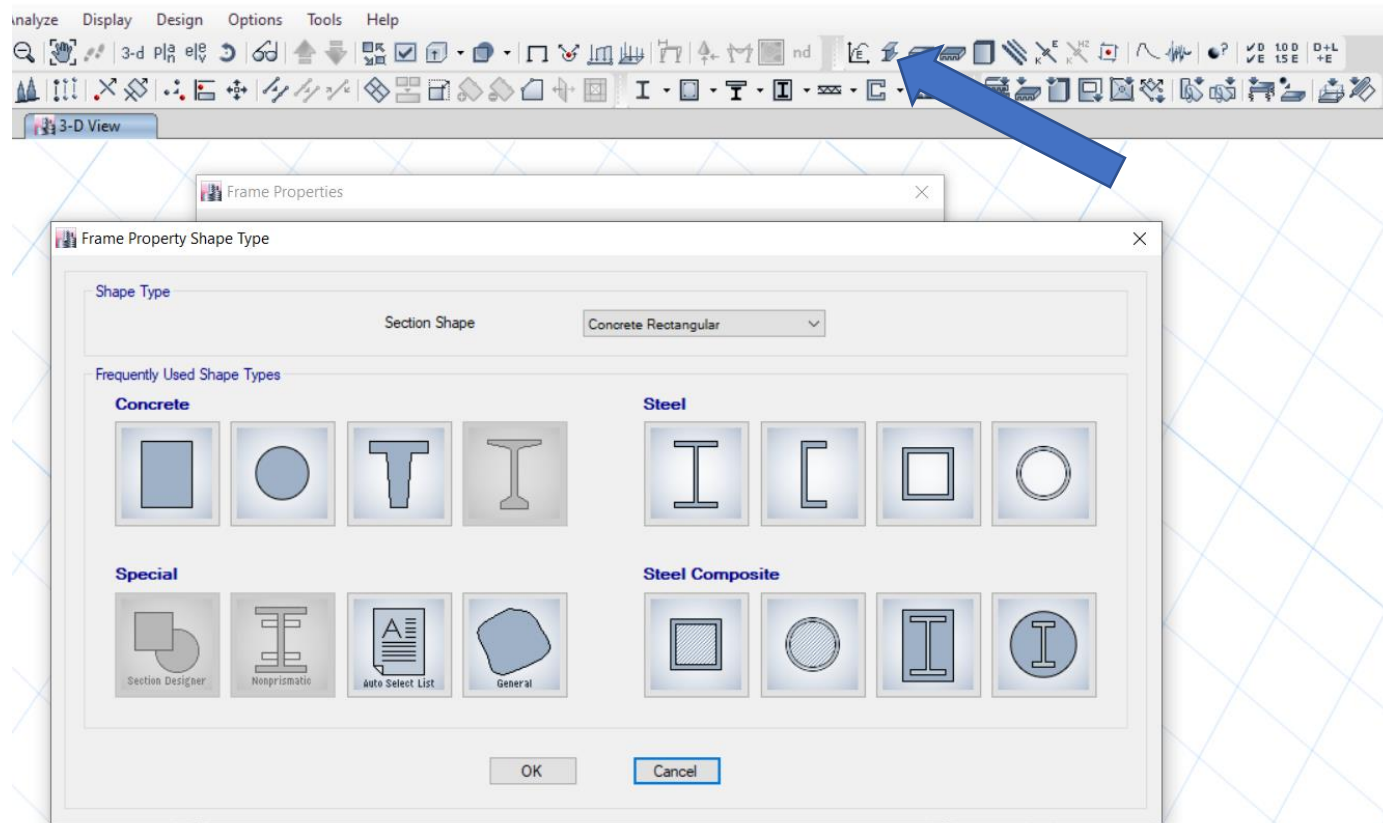 Analyze Display Design Options Tools Help
3-d nd
3-D View
Frame Properties
Frame Property Shape Type
Shape Type
Section Shape Concrete Rectangular
Frequently Used Shape Types
Concrete Steel
Special Steel Composite
Section Designer Nonprismatic Auto Select List General
OK Cancel